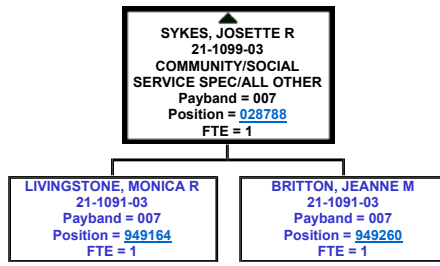 SYKES, JOSETTE R
21-1099-03
COMMUNITY/SOCIAL
SERVICE SPEC/ALL OTHER
Payband = 007
Position = 028788
FTE = 1
LIVINGSTONE, MONICA R
21-1091-03
Payband = 007
Position = 949164
FTE = 1
BRITTON, JEANNE M
21-1091-03
Payband = 007
Position = 949260
FTE = 1